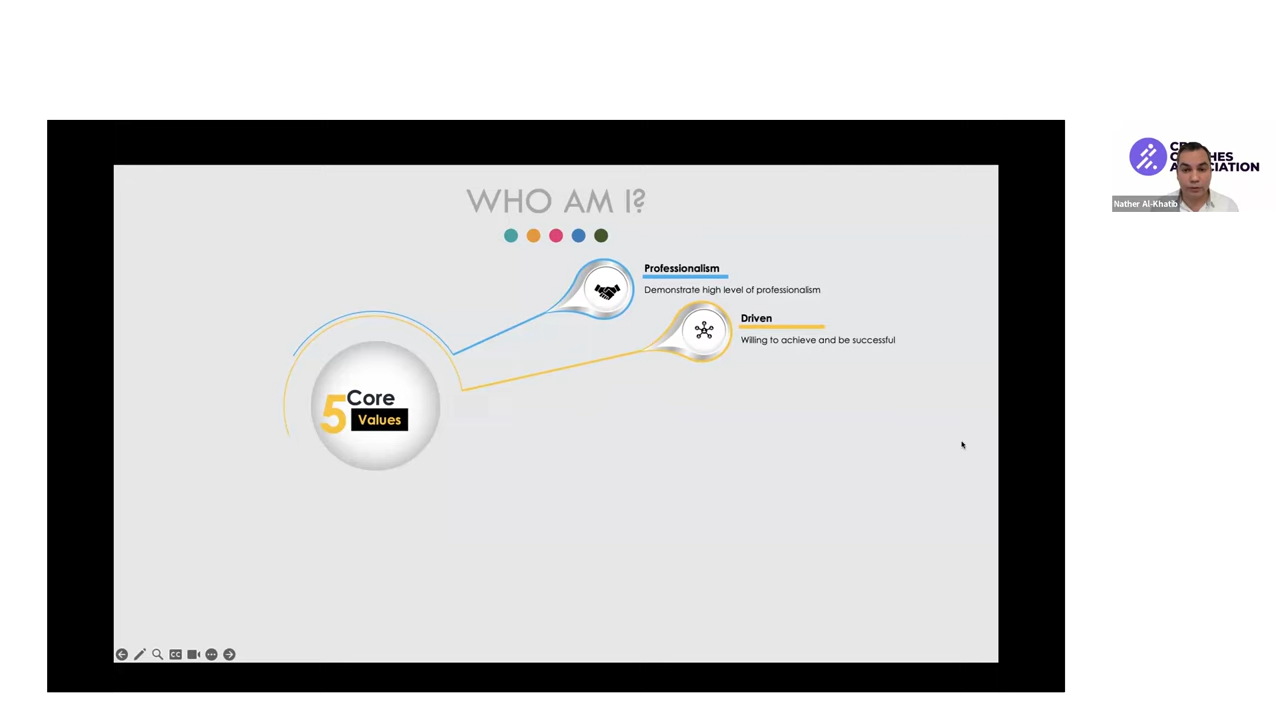 WHO AM I?
Professionalism
Demonstrate high level of professionalism
Driven
Willing to achieve and be successful
5 Core
Values
CC
ASSOCIATION
Nather Al-Khatib